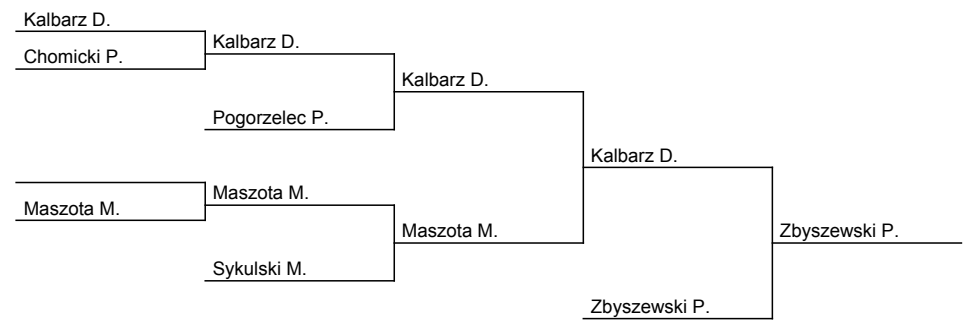 Kalbarz D.
Chomicki P.
Kalbarz D.
Pogorzelec P.
Kalbarz D.
Maszota M.
Maszota M.
Sykulski M.
Maszota M.
Kalbarz D.
Zbyszewski P.
Zbyszewski P.